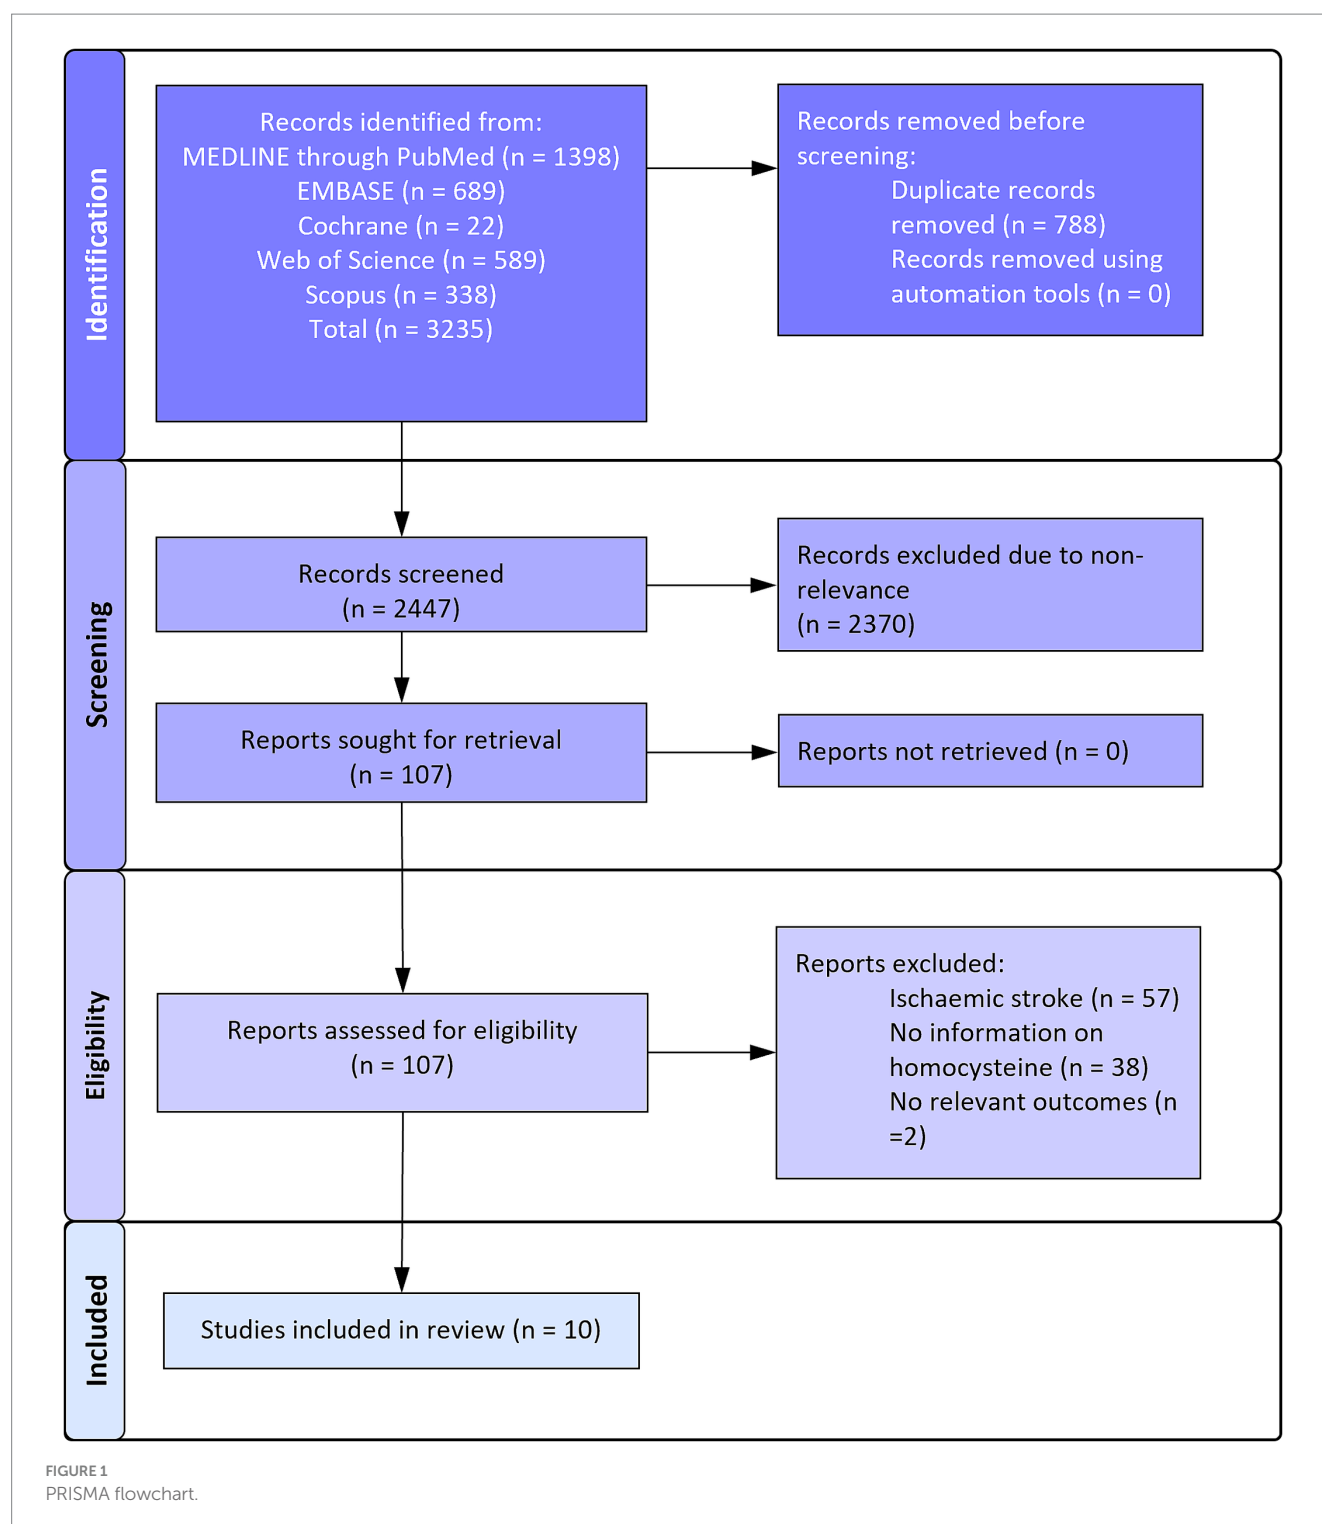 Identification
Records identified from:
MEDLINE through PubMed (n = 1398)
EMBASE (n = 689)
Cochrane (n = 22)
Web of Science (n = 589)
Scopus (n = 338)
Total (n = 3235)
Records removed before
screening:
Duplicate records
removed (n = 788)
Records removed using
automation tools (n = 0)
Screening
Records screened
(n = 2447)
Records excluded due to non-
relevance
(n = 2370)
Reports sought for retrieval
(n = 107)
Reports not retrieved (n = 0)
Eligibility
Reports assessed for eligibility
(n = 107)
Reports excluded:
Ischaemic stroke (n = 57)
No information on
homocysteine (n = 38)
No relevant outcomes (n
=2)
Included
Studies included in review (n = 10)
FIGURE 1
PRISMA flowchart.